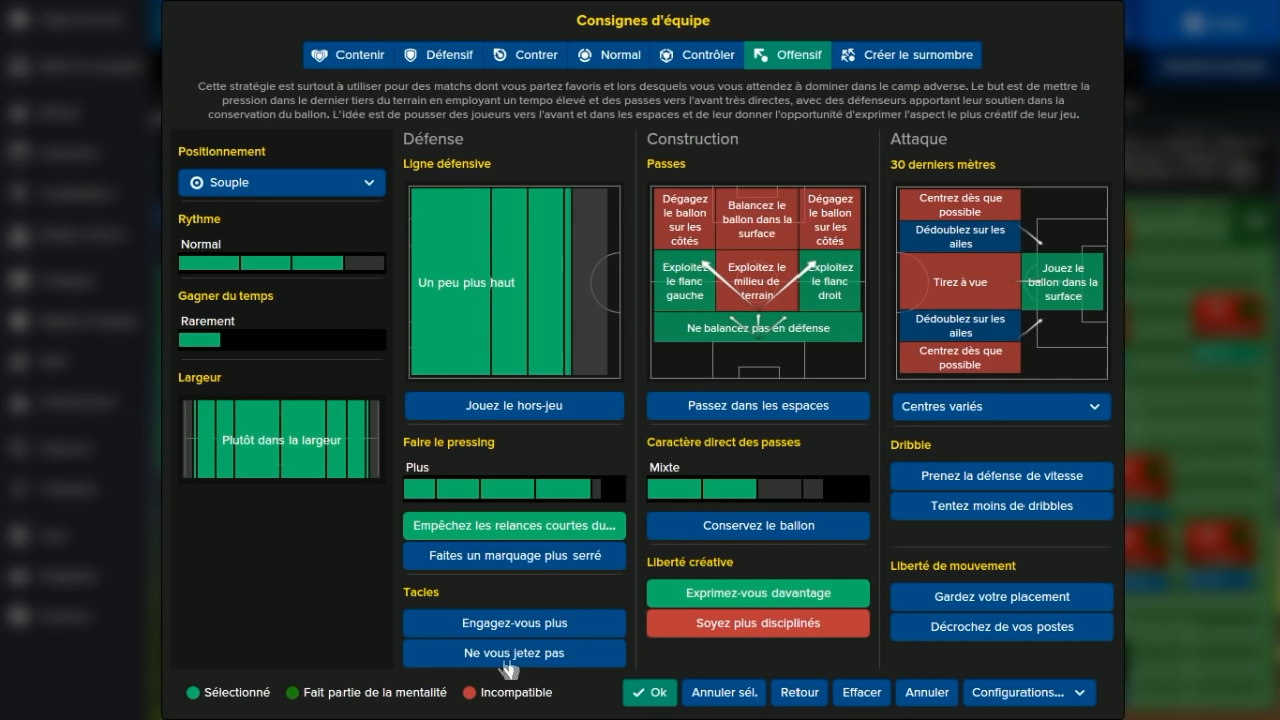 Consignes d'équipe
Contenir
Défensif
Contrer
Normal
Contrôler
Offensif
Créer le surnombre
Cette stratégie est surtout à utiliser pour des matchs dont vous partez favoris et lors desquels vous vous attendez à dominer dans le camp adverse. Le but est de mettre la
pression dans le dernier tiers du terrain en employant un tempo élevé et des passes vers l'avant très directes, avec des défenseurs apportant leur soutien dans la
conservation du ballon. L'idée est de pousser des joueurs vers l'avant et dans les espaces et de leur donner l'opportunité d'exprimer l'aspect le plus créatif de leur jeu.
Positionnement
Souple
Rythme
Normal
Gagner du temps
Rarement
Largeur
Plutôt dans la largeur
Défense
Ligne défensive
Un peu plus haut
Jouez le hors-jeu
Faire le pressing
Plus
Empêchez les relances courtes du...
Faites un marquage plus serré
Tacles
Engagez-vous plus
Ne vous jetez pas
Construction
Passes
Dégagez
le ballon
sur les
côtés
Balancez le
ballon dans la
surface
Dégagez
le ballon
sur les
côtés
Exploitez
le flanc
gauche
Exploitez le
milieu de
terrain
Exploitez
le flanc
droit
Ne balancez pas en défense
Passez dans les espaces
Caractère direct des passes
Mixte
Conservez le ballon
Liberté créative
Exprimez-vous davantage
Soyez plus disciplinés
Attaque
30 derniers mètres
Centrez dès que
possible
Dédoublez sur les
ailes
Tirez à vue
Jouez le
ballon dans la
surface
Dédoublez sur les
ailes
Centrez dès que
possible
Centres variés
Dribble
Prenez la défense de vitesse
Tentez moins de dribbles
Liberté de mouvement
Gardez votre placement
Décrochez de vos postes
Sélectionné
Fait partie de la mentalité
Incompatible
Ok
Annuler sél.
Retour
Effacer
Annuler
Configurations...